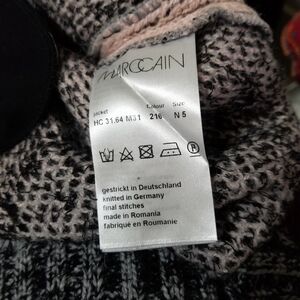 MARCCAIN
Jacket Colour Size
HC 31.64 M31 216 N 5
gestrickt in Deutschland
knitted in Germany
final stitches
made in Romania
fabriqué en Roumanie